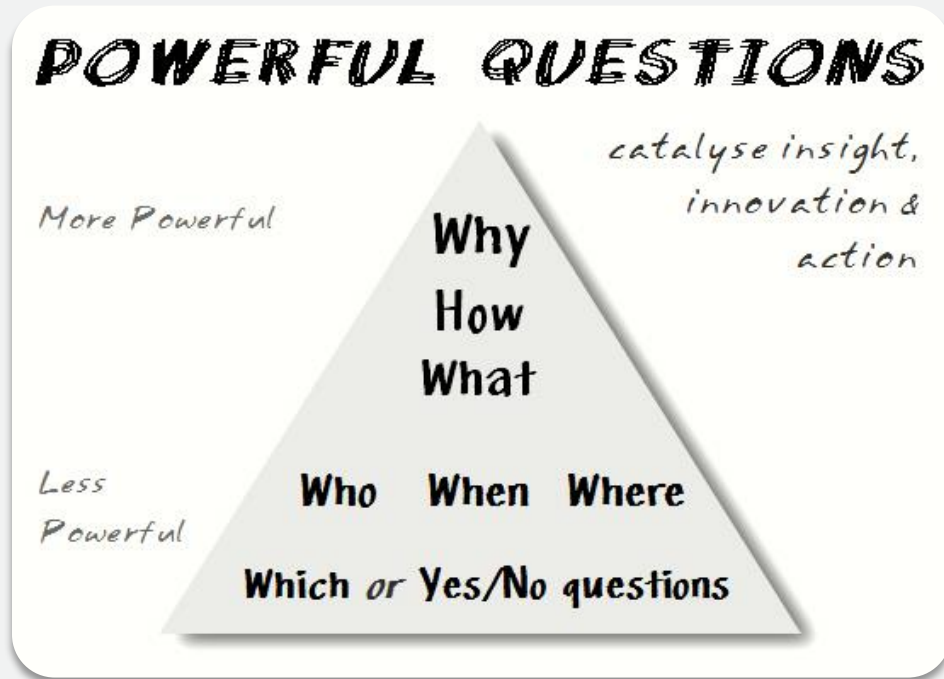 POWERFUL QUESTIONS
catalyse insight,
innovation &
action
More Powerful
Why
How
What
Less
Powerful
Who When Where
Which or Yes/No questions